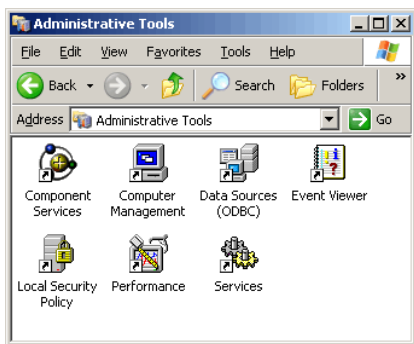 Administrative Tools
File Edit View Favorites Tools Help
Back Search Folders »
Address Administrative Tools Go
Component Services
Computer Management
Data Sources (ODBC)
Event Viewer
Local Security Policy
Performance
Services